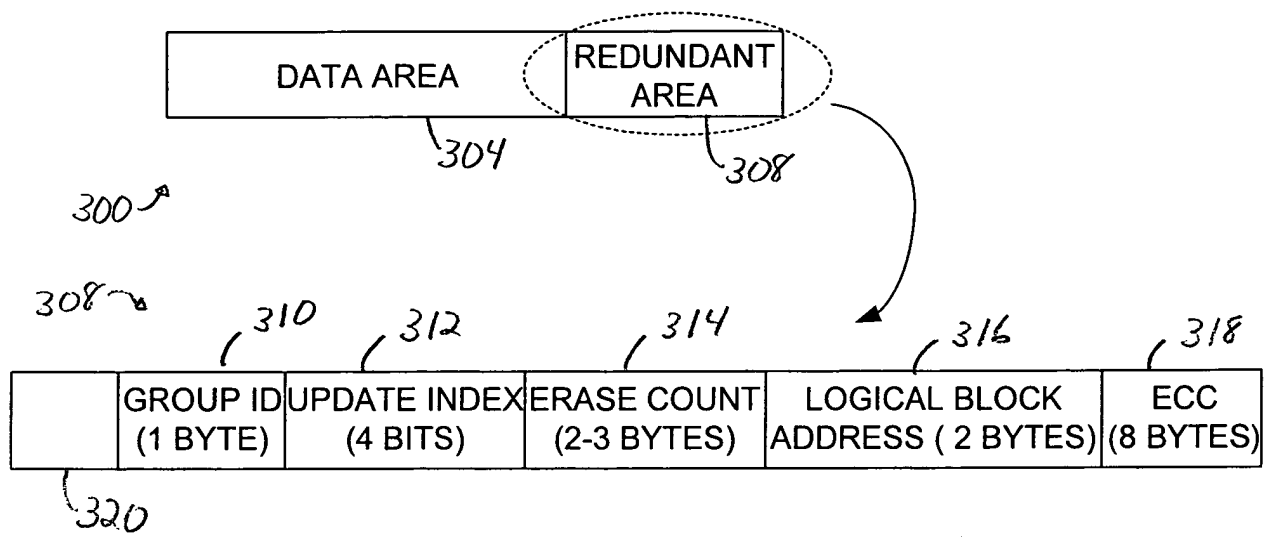 DATA AREA
REDUNDANT
AREA
304
308
300
308
310
312
314
316
318
GROUP ID
(1 BYTE)
UPDATE INDEX
(4 BITS)
ERASE COUNT
(2-3 BYTES)
LOGICAL BLOCK
ADDRESS ( 2 BYTES)
ECC
(8 BYTES)
320